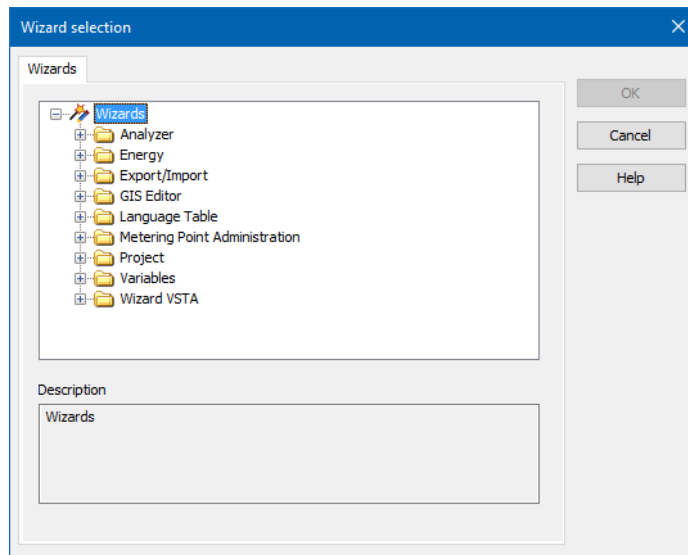 Wizard selection
Wizards
Wizards
Analyzer
Energy
Export/Import
GIS Editor
Language Table
Metering Point Administration
Project
Variables
Wizard VSTA
OK
Cancel
Help
Description
Wizards